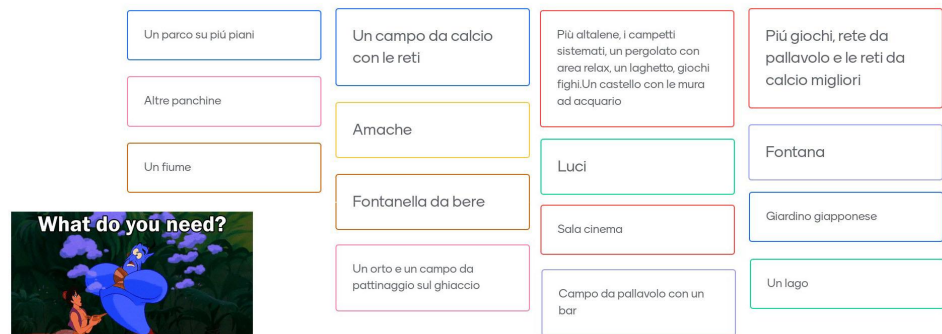 Un parco su piú piani
Altre panchine
Un fiume
What do you need?
Un campo da calcio
con le reti
Amache
Fontanella da bere
Un orto e un campo da
pattinaggio sul ghiaccio
Più altalene, i campetti
sistemati, un pergolato con
area relax, un laghetto, giochi
fighi.Un castello con le mura
ad acquario
Luci
Sala cinema
Campo da pallavolo con un
bar
Piú giochi, rete da
pallavolo e le reti da
calcio migliori
Fontana
Giardino giapponese
Un lago